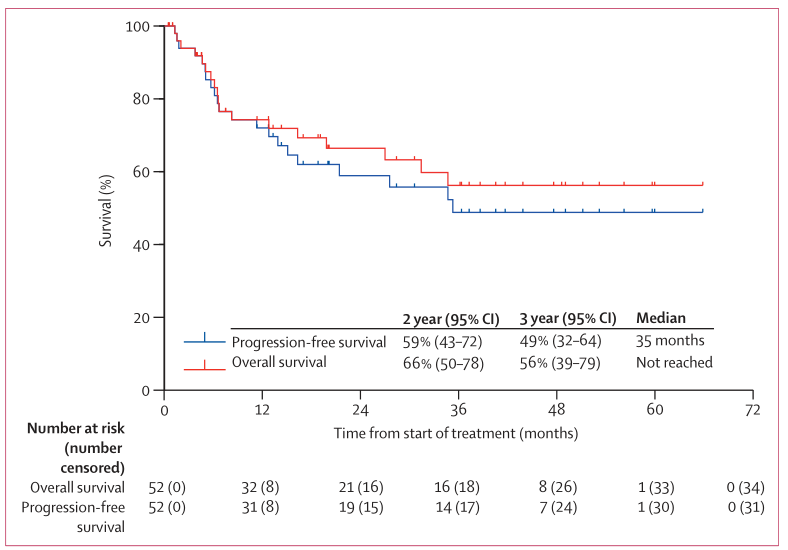 100
80
60
40
20
0
Survival (%)
2 year (95% CI) 3 year (95% CI) Median
Progression-free survival 59% (43–72) 49% (32–64) 35 months
Overall survival 66% (50–78) 56% (39–79) Not reached
0 12 24 36 48 60 72
Time from start of treatment (months)
Number at risk
(number
censored)
Overall survival 52 (0) 32 (8) 21 (16) 16 (18) 8 (26) 1 (33) 0 (34)
Progression-free 52 (0) 31 (8) 19 (15) 14 (17) 7 (24) 1 (30) 0 (31)
survival